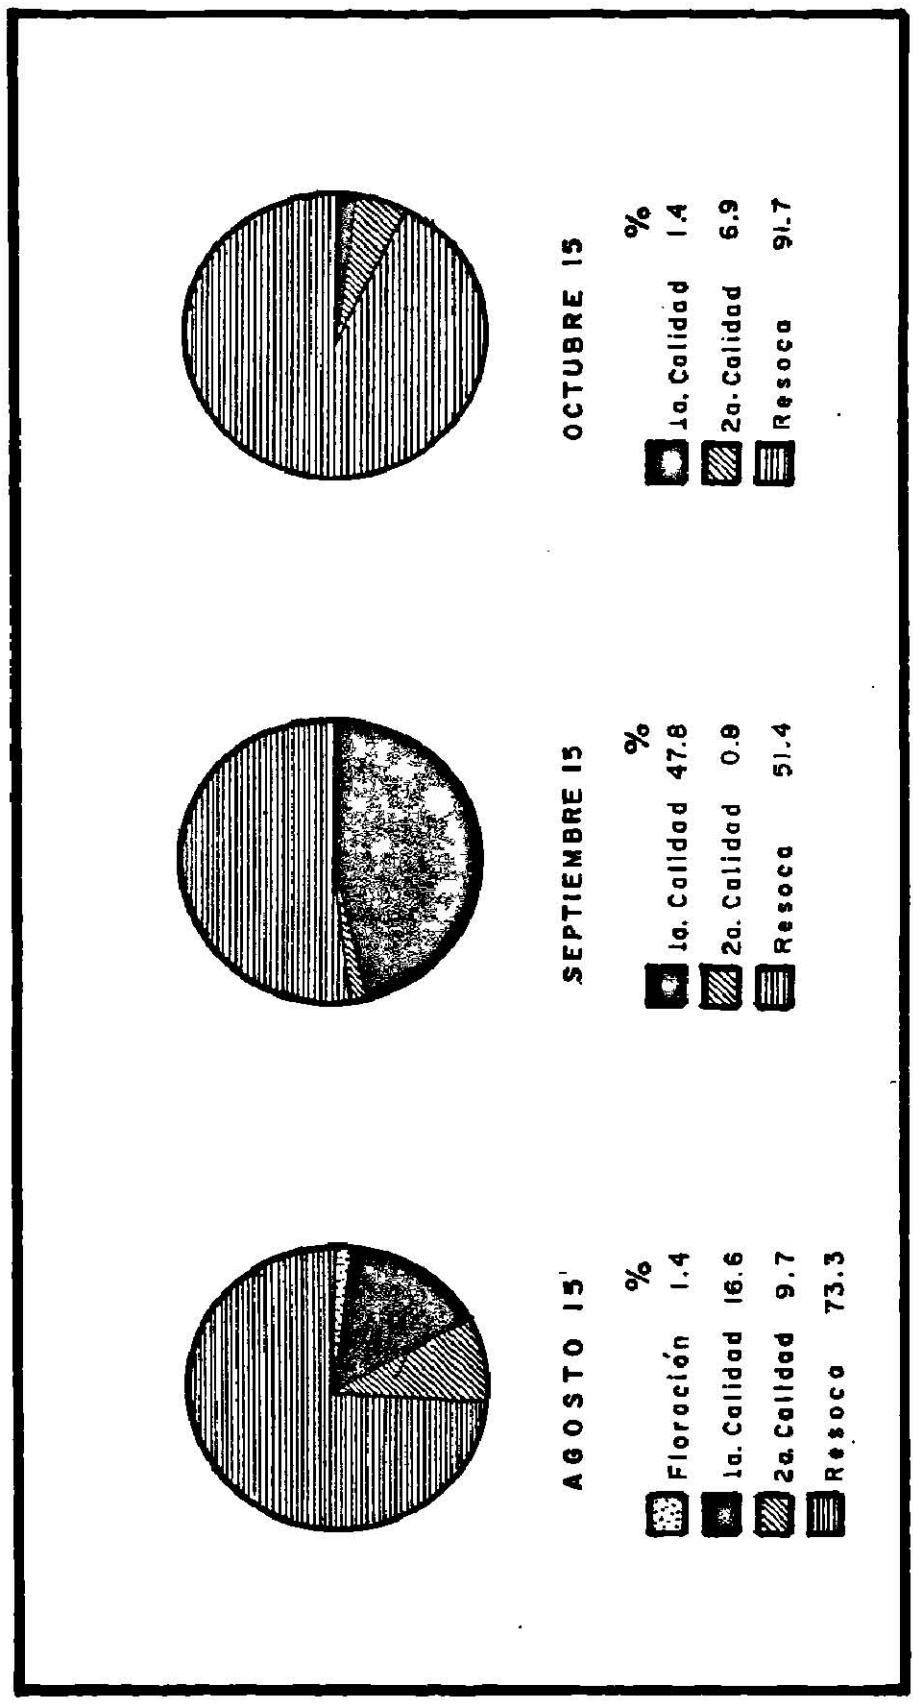 AGOSTO 15
%
Floración 1.4
1a. Calidad 16.6
2a. Calidad 9.7
Resoca 73.3
SEPTIEMBRE 15
%
1a. Calidad 47.8
2a. Calidad 0.8
Resoca 51.4
OCTUBRE 15
%
1a. Calidad 1.4
2a. Calidad 6.9
Resoca 91.7